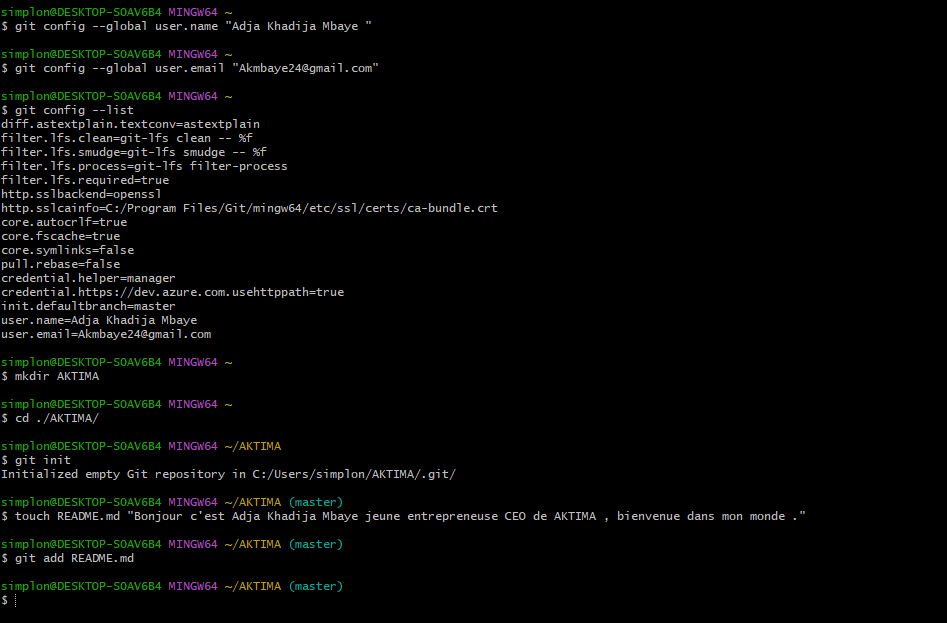 simplon@DESKTOP-SOAV6B4 MINGW64 ~
$ git config --global user.name "Adja Khadija Mbaye "
simplon@DESKTOP-SOAV6B4 MINGW64 ~
$ git config --global user.email "Akmbaye24@gmail.com"
simplon@DESKTOP-SOAV6B4 MINGW64 ~
$ git config --list
diff.astextplain.textconv=astextplain
filter.lfs.clean=git-lfs clean -- %f
filter.lfs.smudge=git-lfs smudge -- %f
filter.lfs.process=git-lfs filter-process
filter.lfs.required=true
http.sslbackend=openssl
http.sslcainfo=C:/Program Files/Git/mingw64/etc/ssl/certs/ca-bundle.crt
core.autocrlf=true
core.fscache=true
core.symlinks=false
pull.rebase=false
credential.helper=manager
credential.https://dev.azure.com.usehttppath=true
init.defaultbranch=master
user.name=Adja Khadija Mbaye
user.email=Akmbaye24@gmail.com
simplon@DESKTOP-SOAV6B4 MINGW64 ~
$ mkdir AKTIMA
simplon@DESKTOP-SOAV6B4 MINGW64 ~
$ cd ./AKTIMA/
simplon@DESKTOP-SOAV6B4 MINGW64 ~/AKTIMA
$ git init
Initialized empty Git repository in C:/Users/simplon/AKTIMA/.git/
simplon@DESKTOP-SOAV6B4 MINGW64 ~/AKTIMA (master)
$ touch README.md "Bonjour c'est Adja Khadija Mbaye jeune entrepreneuse CEO de AKTIMA , bienvenue dans mon monde ."
simplon@DESKTOP-SOAV6B4 MINGW64 ~/AKTIMA (master)
$ git add README.md
simplon@DESKTOP-SOAV6B4 MINGW64 ~/AKTIMA (master)
$